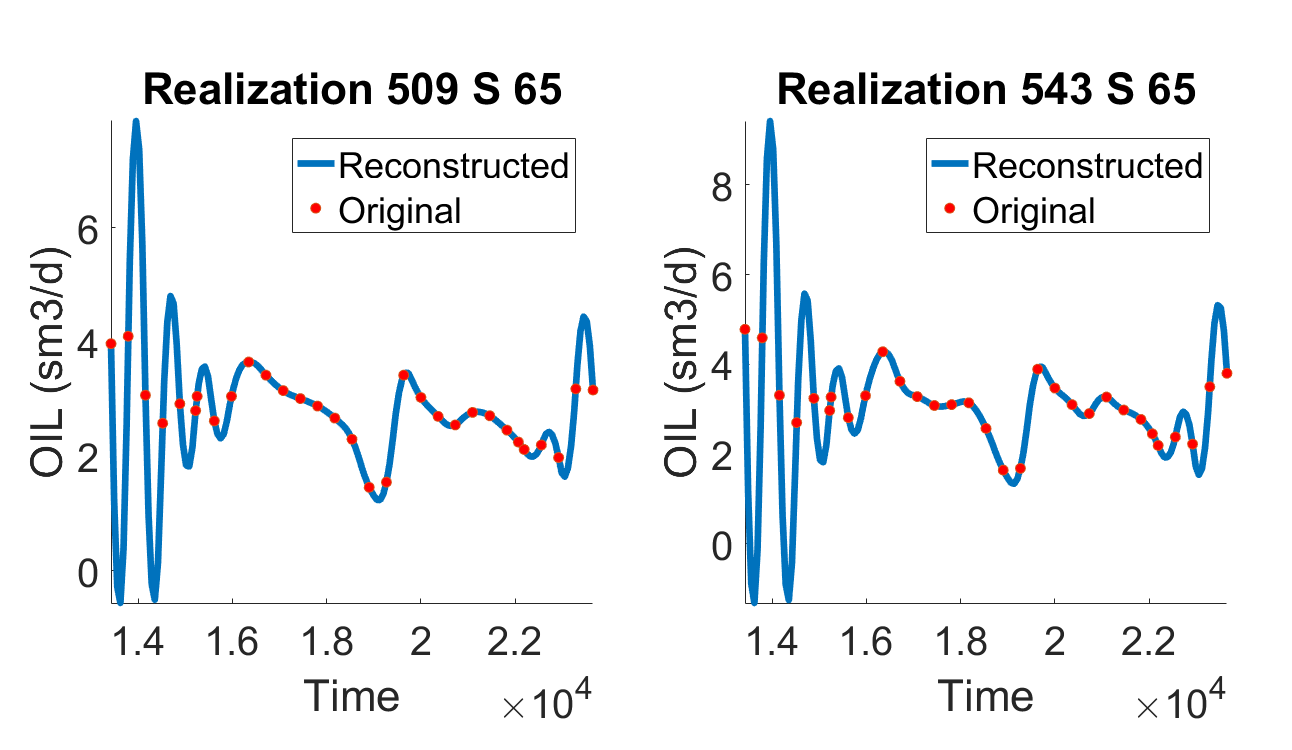 Realization 509 S 65
Reconstructed
Original
OIL (sm3/d)
6
4
2
0
1.4 1.6 1.8 2 2.2
Time
×10^4
Realization 543 S 65
Reconstructed
Original
OIL (sm3/d)
8
6
4
2
0
1.4 1.6 1.8 2 2.2
Time
×10^4